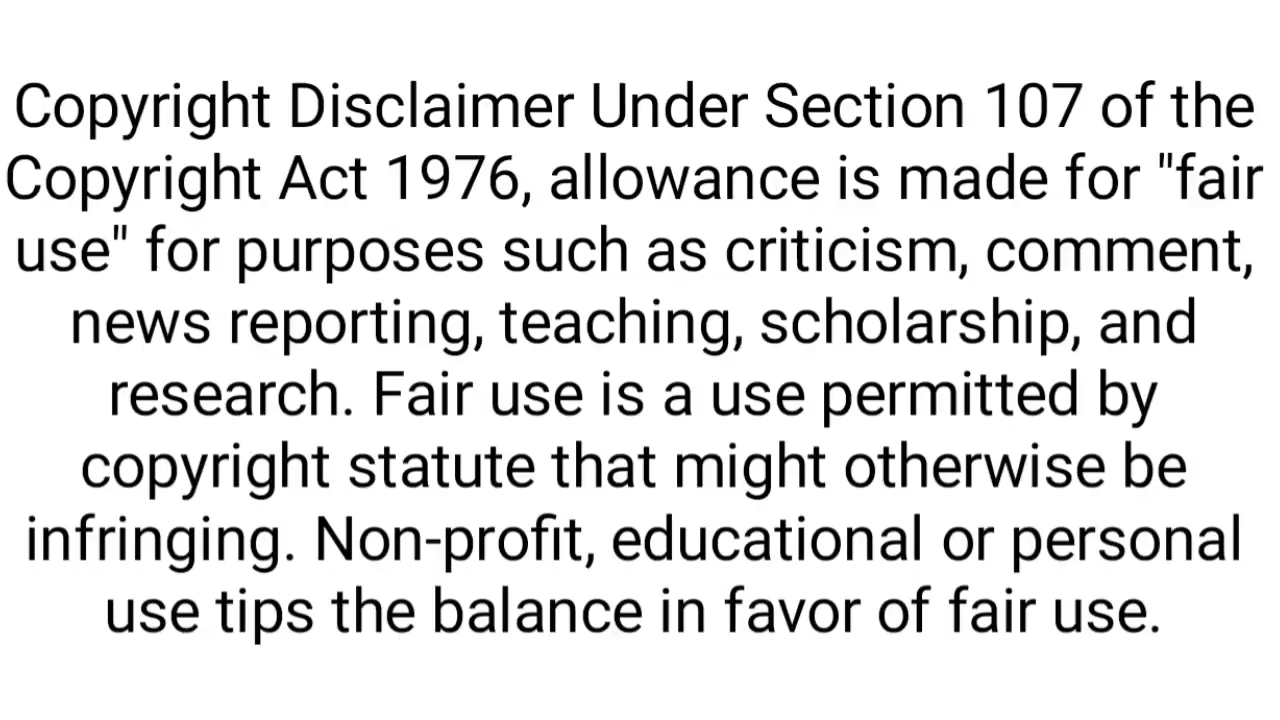 Copyright Disclaimer Under Section 107 of the
Copyright Act 1976, allowance is made for "fair
use" for purposes such as criticism, comment,
news reporting, teaching, scholarship, and
research. Fair use is a use permitted by
copyright statute that might otherwise be
infringing. Non-profit, educational or personal
use tips the balance in favor of fair use.